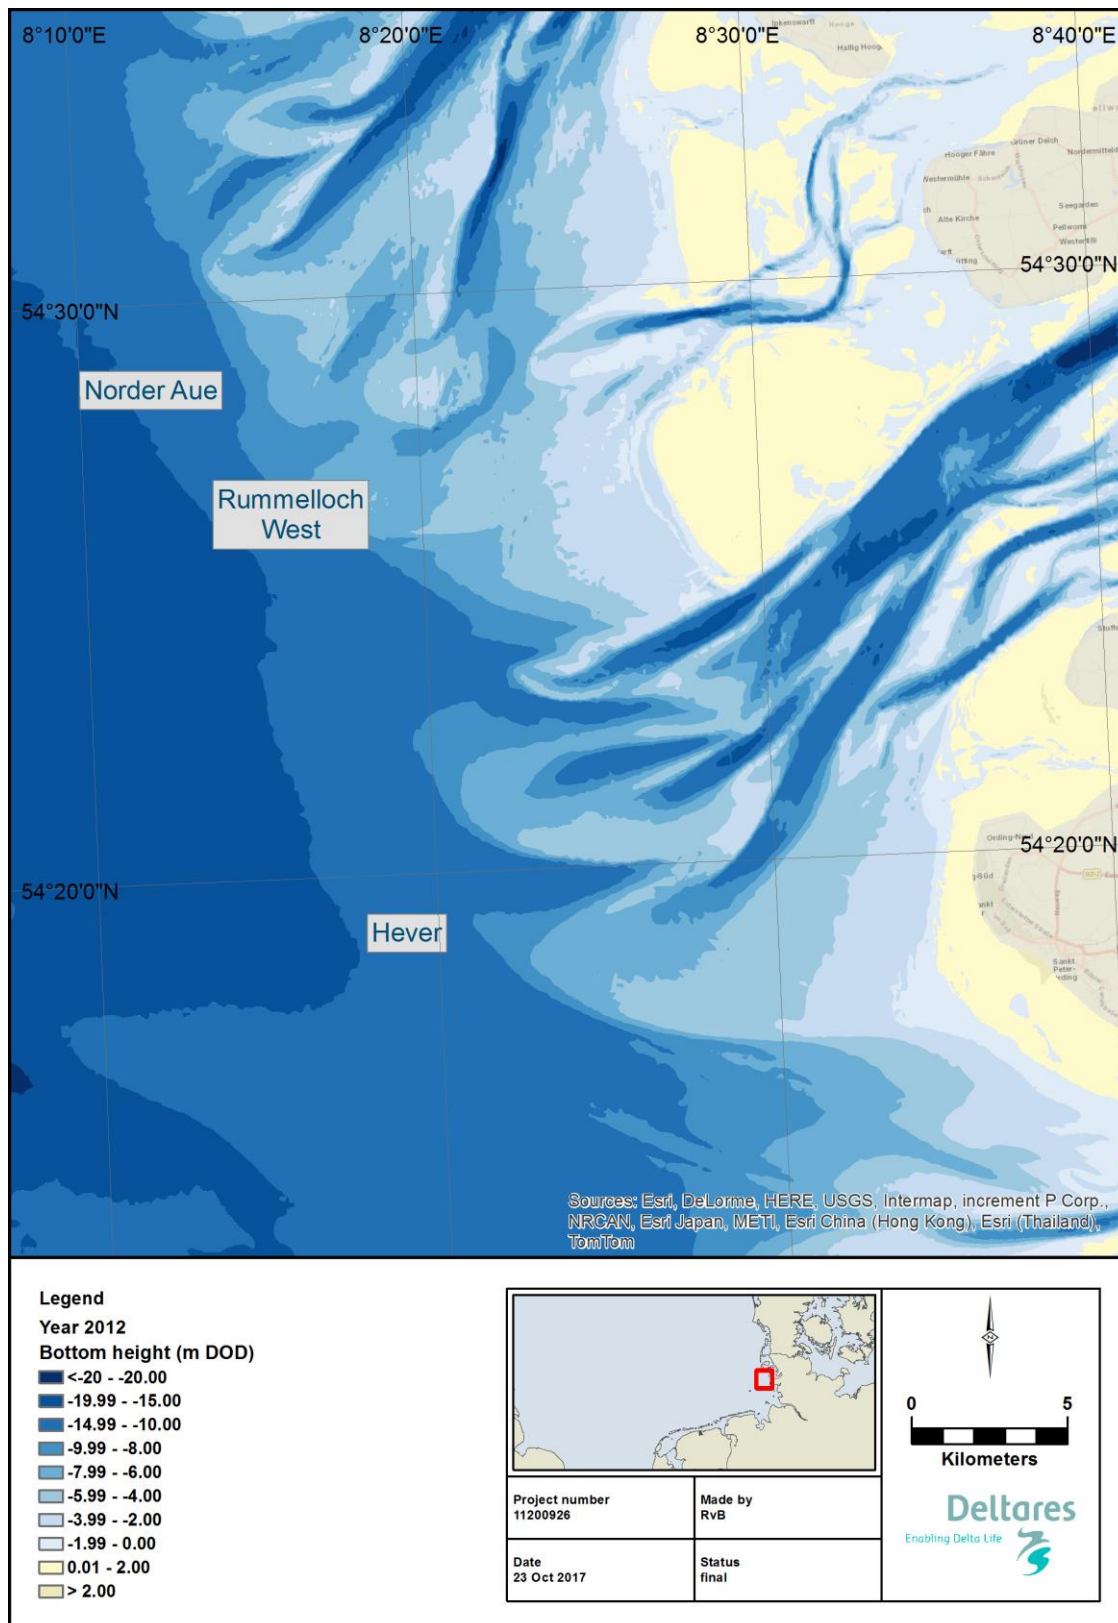 8°10'0"E
8°20'0"E
8°30'0"E
8°40'0"E
Hooger Fähre
Nordermitteld
Westermühle
Seegarden
Alte Kirche
Pellworm
Westertilli
54°30'0"N
54°30'0"N
Norder Aue
Rummelloch
West
Ording-Nord
54°20'0"N
54°20'0"N
Hever
Sankt
Peter-
Sources: Esri, DeLorme, HERE, USGS, Intermap, increment P Corp.,
NRCAN, Esri Japan, METI, Esri China (Hong Kong), Esri (Thailand),
TomTom
Legend
Year 2012
Bottom height (m DOD)
<-20 - -20.00
-19.99 - -15.00
-14.99 - -10.00
-9.99 - -8.00
-7.99 - -6.00
-5.99 - -4.00
-3.99 - -2.00
-1.99 - 0.00
0.01 - 2.00
> 2.00
Project number
11200926
Made by
RvB
Date
23 Oct 2017
Status
final
N
0 5
Kilometers
Deltares
Enabling Delta Life